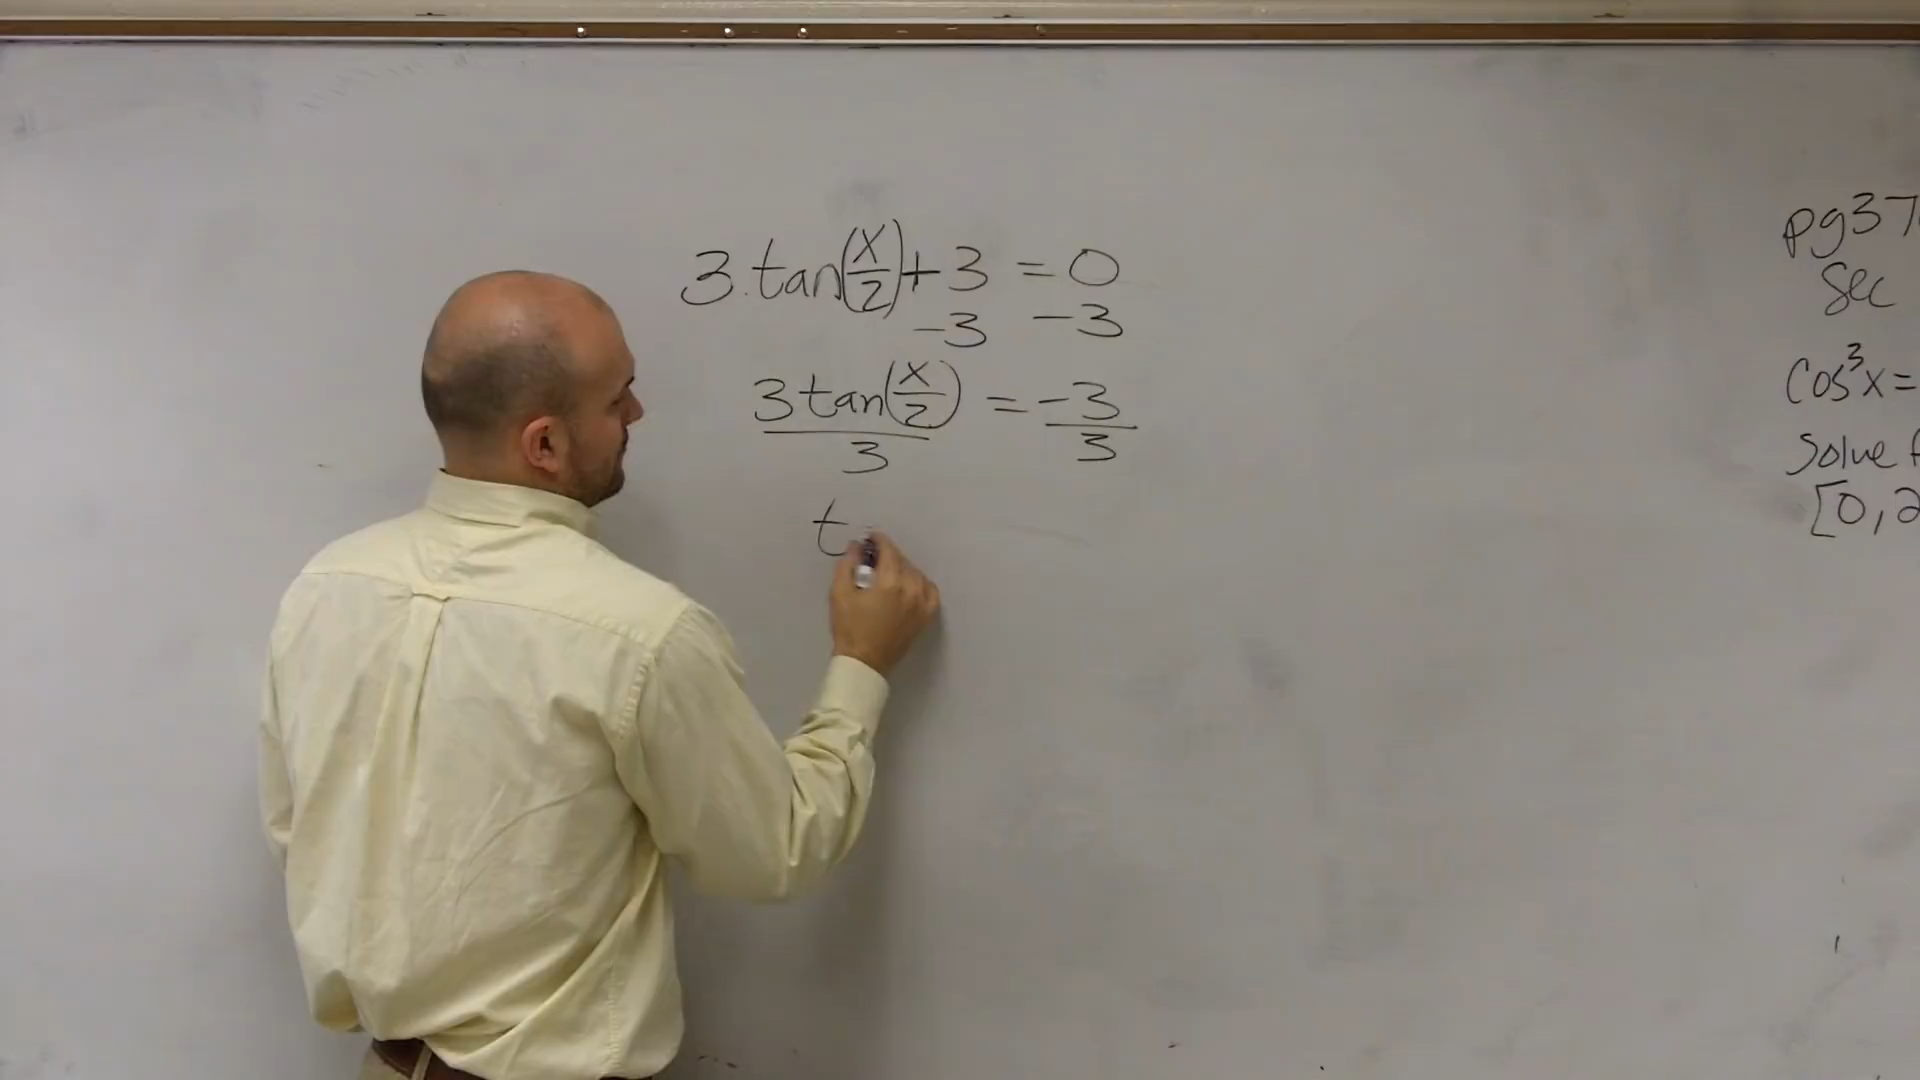 3.tan(x/2)+3 = 0
-3 -3
3tan(x/2) = -3
3 3
t
pg37
Sec
Cos³x=
Solve f
[0,2